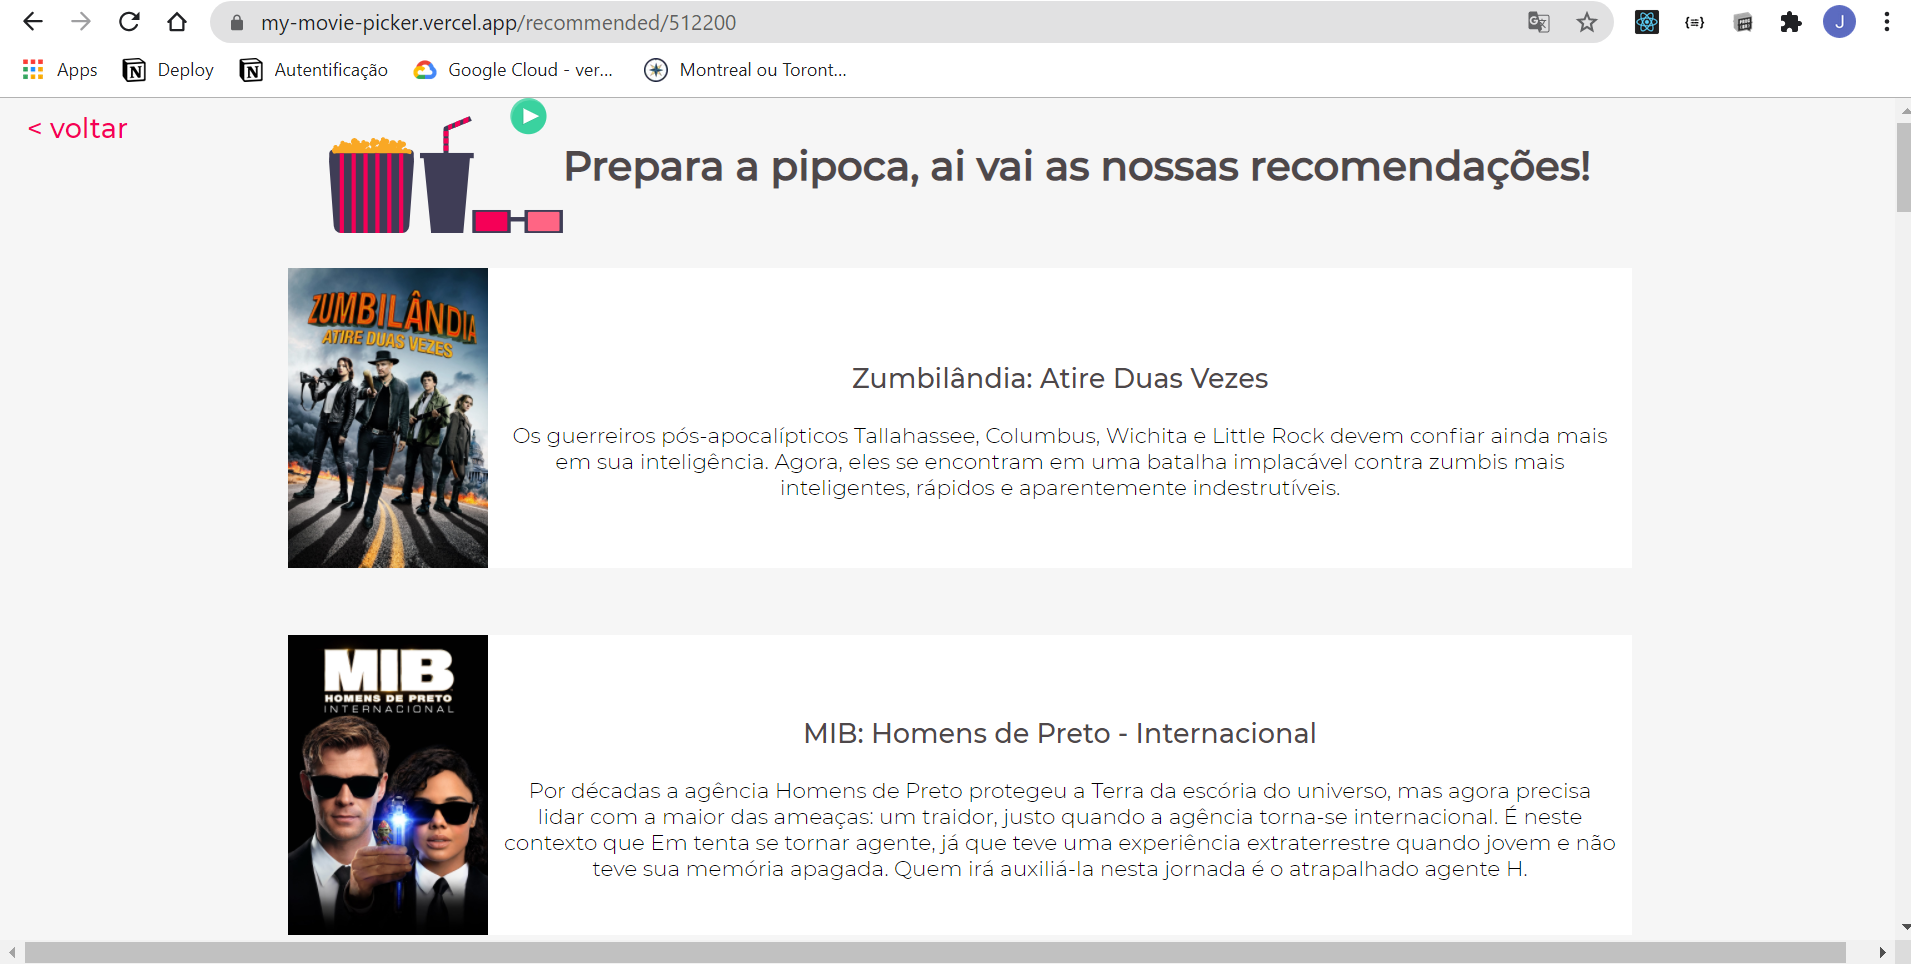 my-movie-picker.vercel.app/recommended/512200
J
Apps
Deploy
Autentificação
Google Cloud - ver...
Montreal ou Toront...
< voltar
Prepara a pipoca, ai vai as nossas recomendações!
ZUMBILÂNDIA
ATIRE DUAS VEZES
Zumbilândia: Atire Duas Vezes
Os guerreiros pós-apocalípticos Tallahassee, Columbus, Wichita e Little Rock devem confiar ainda mais
em sua inteligência. Agora, eles se encontram em uma batalha implacável contra zumbis mais
inteligentes, rápidos e aparentemente indestrutíveis.
MIB
HOMENS DE PRETO
INTERNACIONAL
MIB: Homens de Preto - Internacional
Por décadas a agência Homens de Preto protegeu a Terra da escória do universo, mas agora precisa
lidar com a maior das ameaças: um traidor, justo quando a agência torna-se internacional. É neste
contexto que Em tenta se tornar agente, já que teve uma experiência extraterrestre quando jovem e não
teve sua memória apagada. Quem irá auxiliá-la nesta jornada é o atrapalhado agente H.